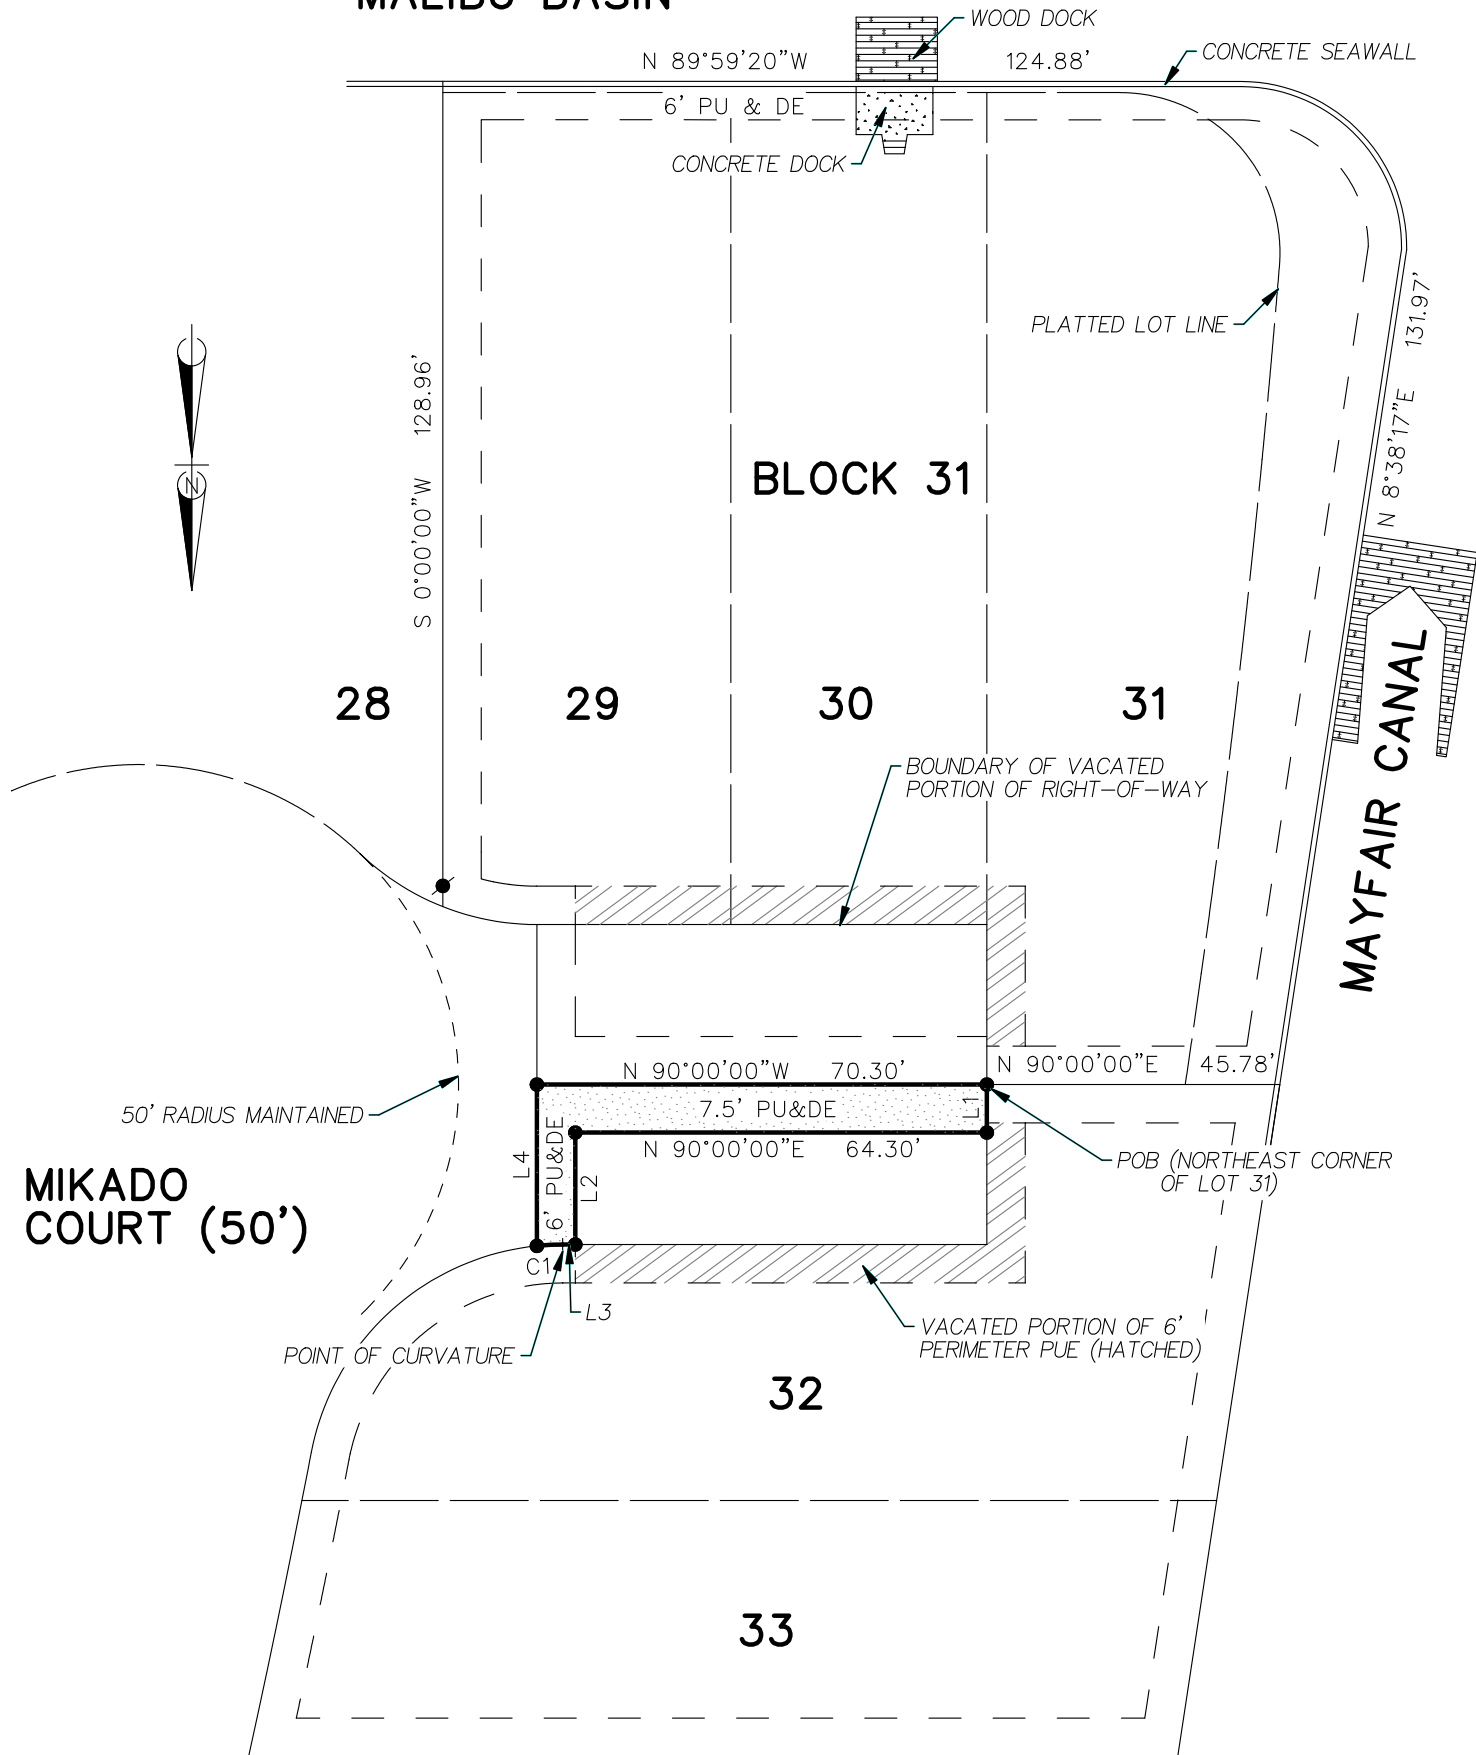 MALIBU BASIN
WOOD DOCK
N 89°59'20"W 124.88'
CONCRETE SEAWALL
6' PU & DE
CONCRETE DOCK
PLATTED LOT LINE
N 8°38'17"E 131.97'
S 0°00'00"W 128.96'
N
BLOCK 31
28
29
30
31
MAYFAIR CANAL
BOUNDARY OF VACATED
PORTION OF RIGHT-OF-WAY
N 90°00'00"W 70.30'
N 90°00'00"E 45.78'
50' RADIUS MAINTAINED
7.5' PU&DE
L1
N 90°00'00"E 64.30'
L4
6' PU&DE
L2
POB (NORTHEAST CORNER
OF LOT 31)
MIKADO
COURT (50')
C1
L3
POINT OF CURVATURE
VACATED PORTION OF 6'
PERIMETER PUE (HATCHED)
32
33